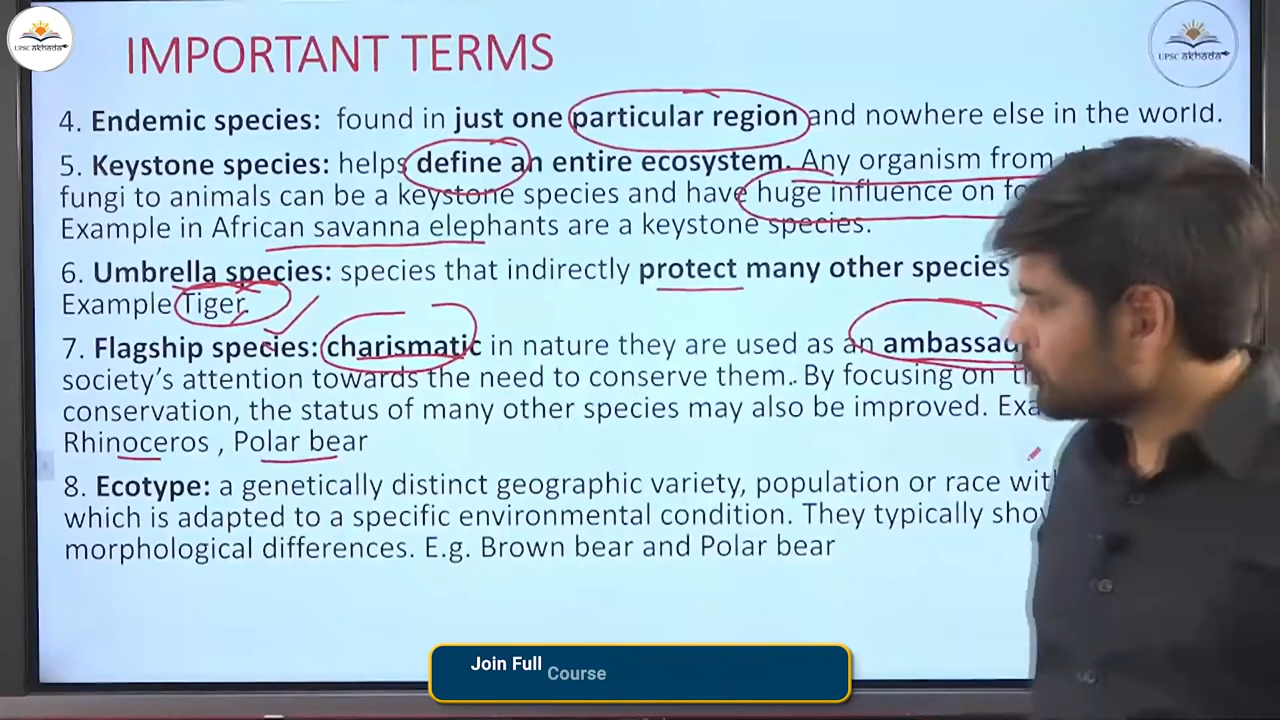 UPSC akhada
UPSC akhada
IMPORTANT TERMS
4. Endemic species: found in just one particular region and nowhere else in the world.
5. Keystone species: helps define an entire ecosystem. Any organism from
fungi to animals can be a keystone species and have huge influence on
Example in African savanna elephants are a keystone species.
6. Umbrella species: species that indirectly protect many other species
Example Tiger.
7. Flagship species: charismatic in nature they are used as an
society's attention towards the need to conserve them. By focusing on
conservation, the status of many other species may also be improved.
Rhinoceros , Polar bear
8. Ecotype: a genetically distinct geographic variety, population or race
which is adapted to a specific environmental condition. They typically
morphological differences. E.g. Brown bear and Polar bear
Join Full
Course